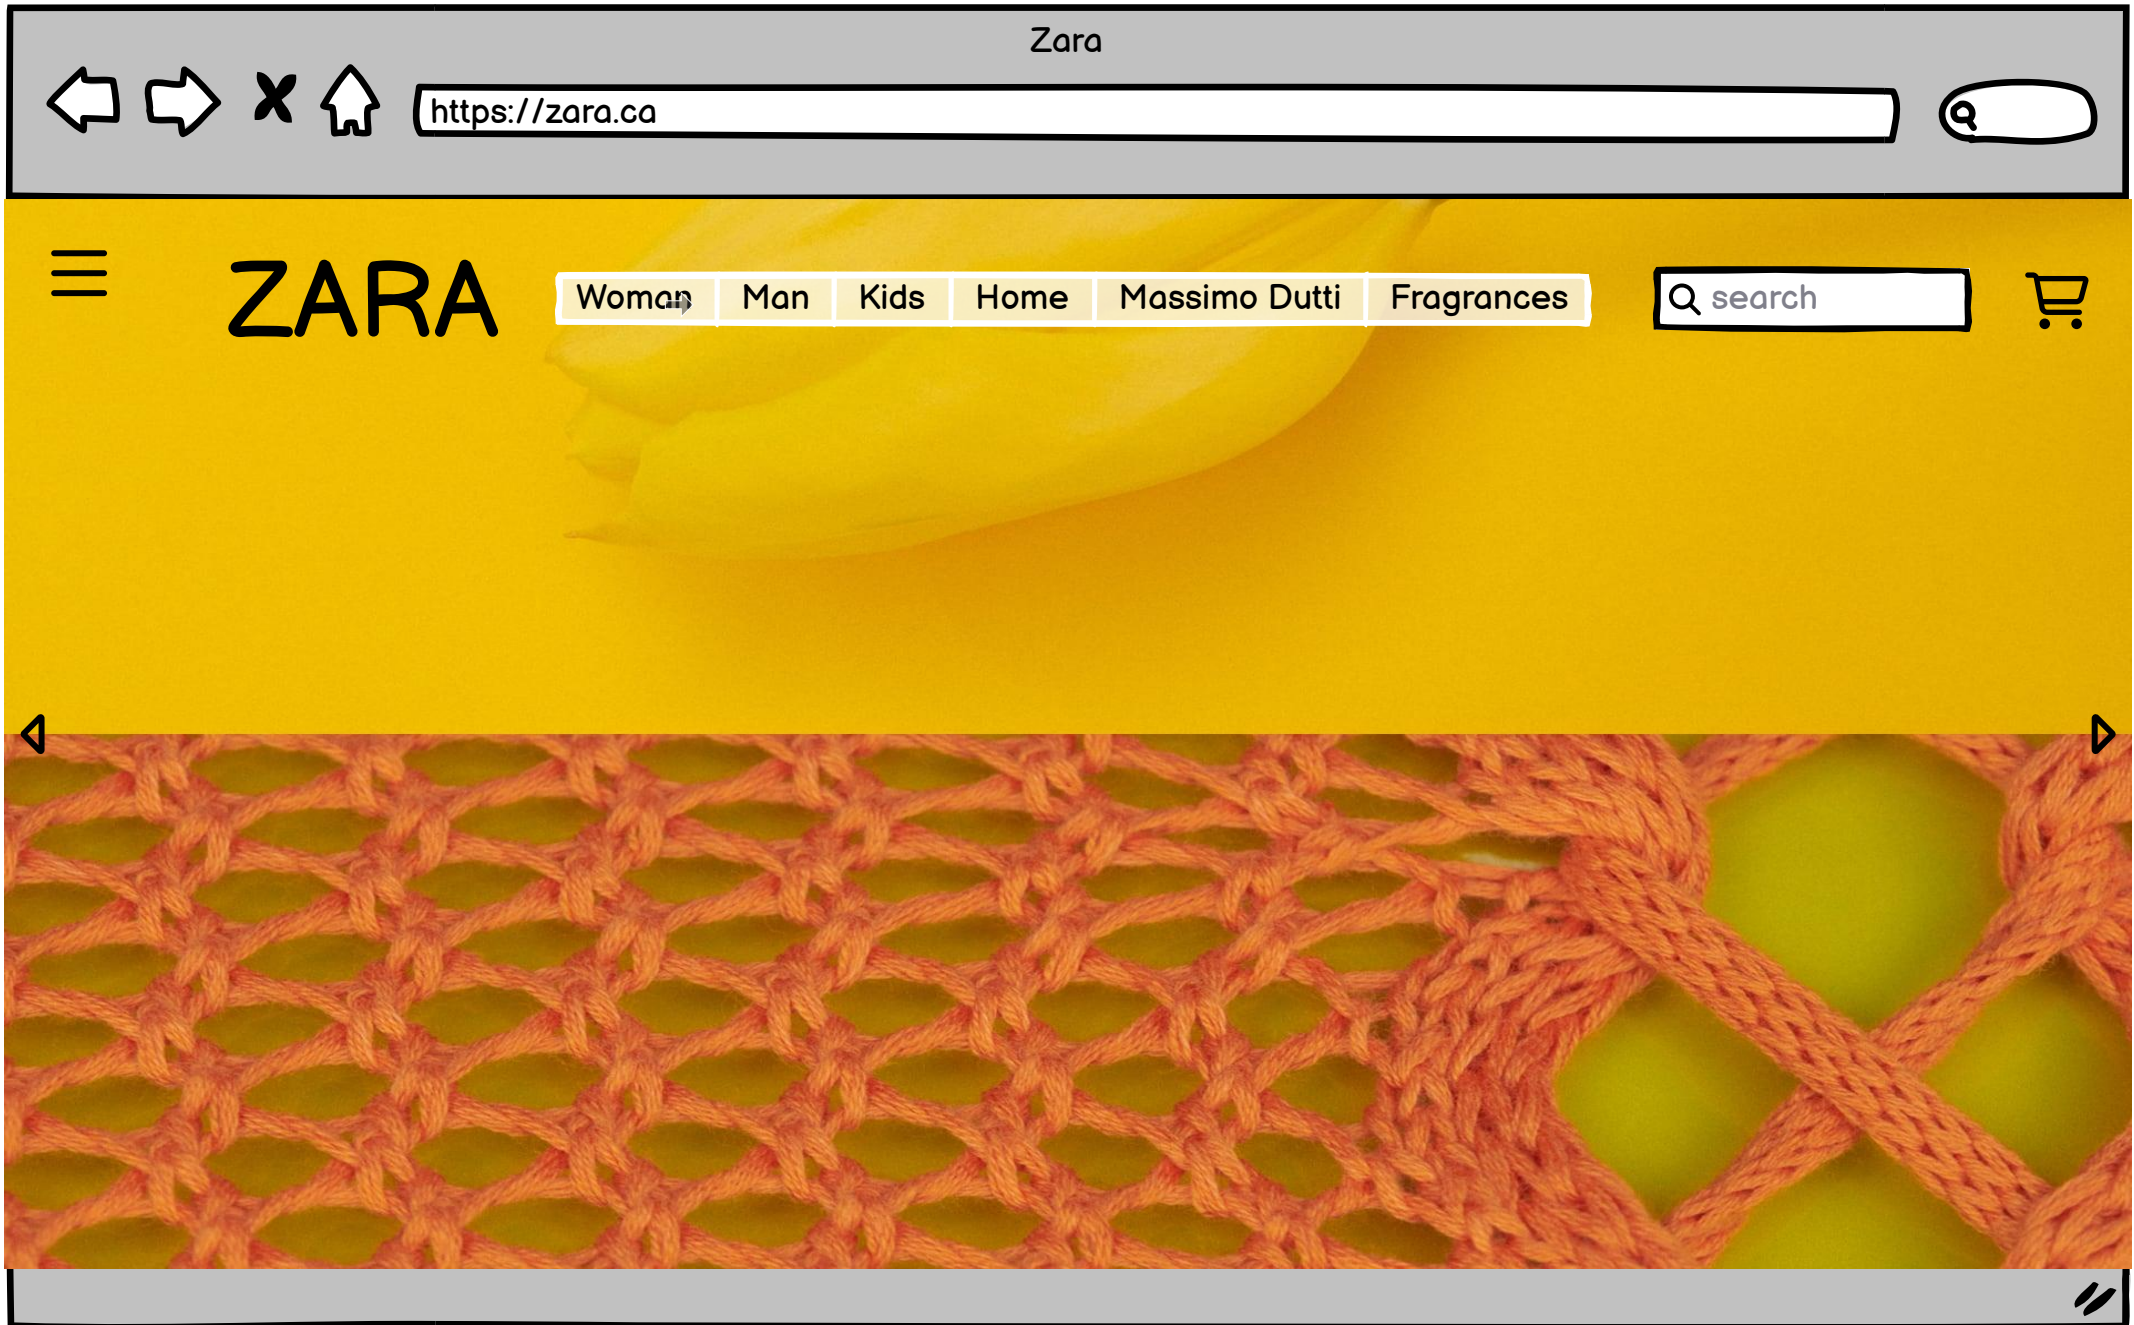 Zara
https://zara.ca
ZARA
Woman Man Kids Home Massimo Dutti Fragrances
search